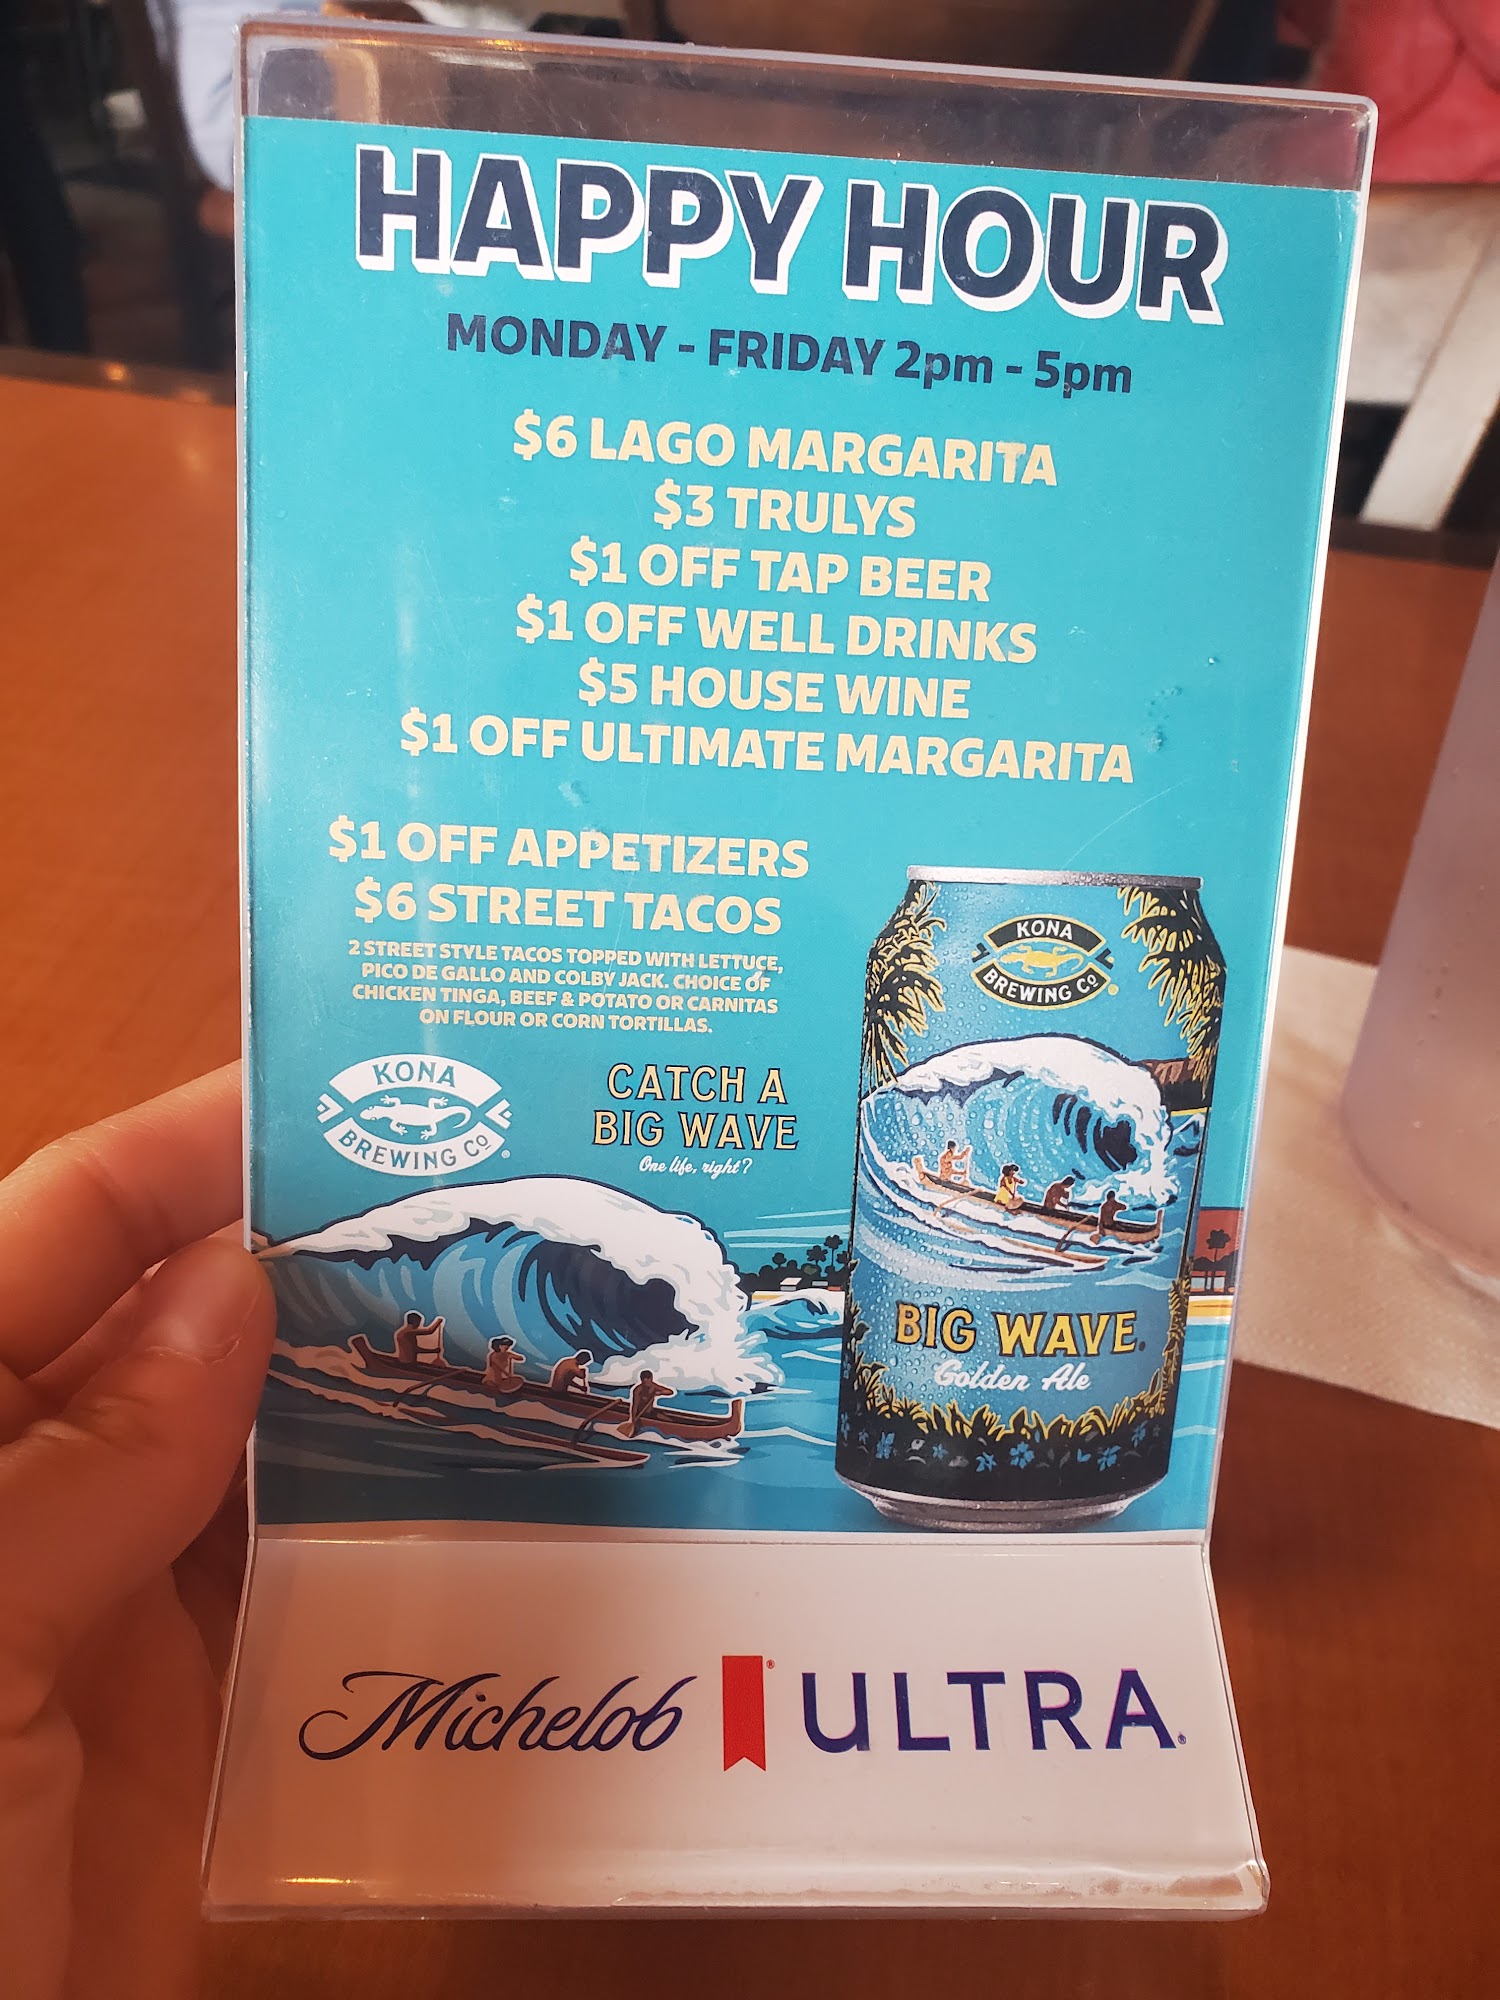 HAPPY HOUR
MONDAY - FRIDAY 2pm - 5pm
$6 LAGO MARGARITA
$3 TRULYS
$1 OFF TAP BEER
$1 OFF WELL DRINKS
$5 HOUSE WINE
$1 OFF ULTIMATE MARGARITA
$1 OFF APPETIZERS
$6 STREET TACOS
2 STREET STYLE TACOS TOPPED WITH LETTUCE,
PICO DE GALLO AND COLBY JACK. CHOICE OF
CHICKEN TINGA, BEEF & POTATO OR CARNITAS
ON FLOUR OR CORN TORTILLAS.
KONA
BREWING Co.®
CATCH A
BIG WAVE
One life, right?
KONA
BREWING Co.®
BIG WAVE®
Golden Ale
Michelob® ULTRA®